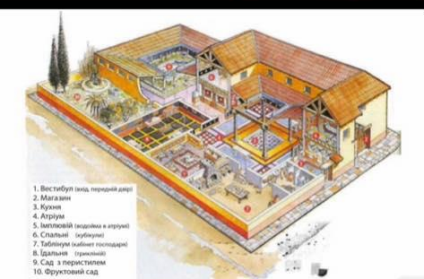 1. Вестибул (вхід, передній двір)
2. Магазин
3. Кухня
4. Атріум
5. Імплювій (водойма в атріумі)
6. Спальні (кубікули)
7. Таблінум (кабінет господаря)
8. Їдальня (триклиній)
9. Сад з перистилем
10. Фруктовий сад